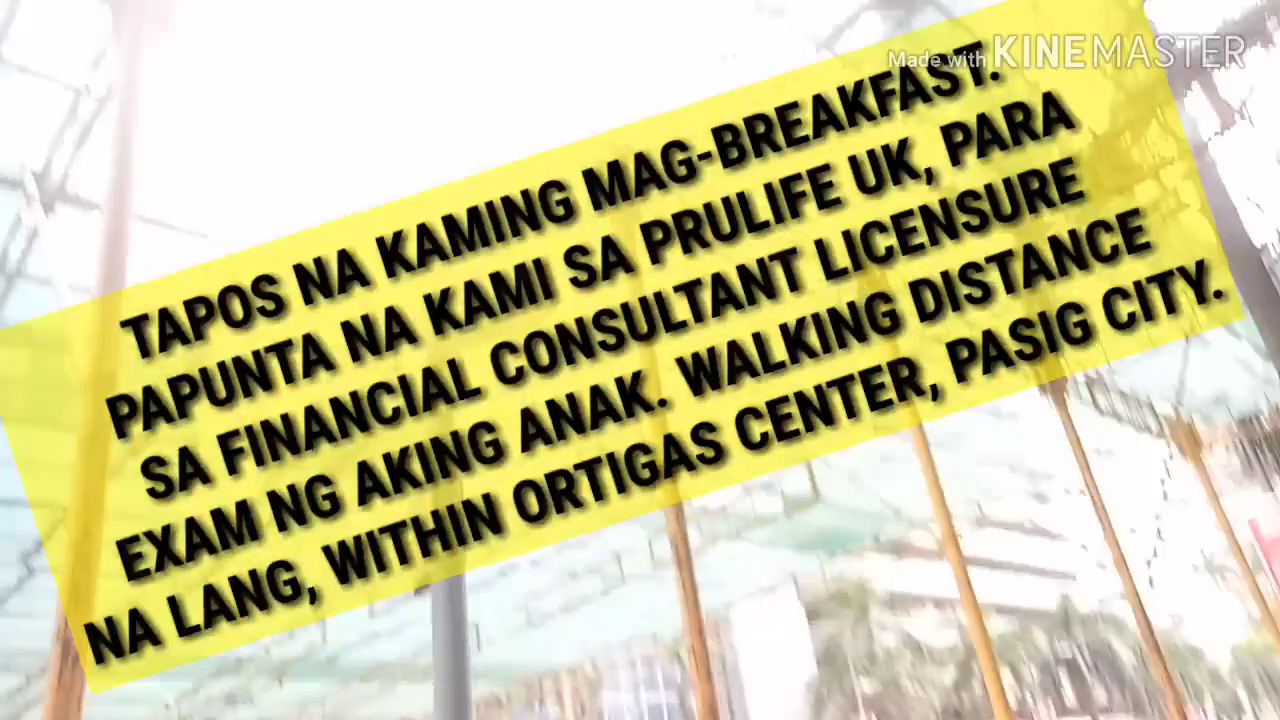 Made with KINEMASTER
TAPOS NA KAMING MAG-BREAKFAST.
PAPUNTA NA KAMI SA PRULIFE UK, PARA
SA FINANCIAL CONSULTANT LICENSURE
EXAM NG AKING ANAK. WALKING DISTANCE
NA LANG, WITHIN ORTIGAS CENTER, PASIG CITY.